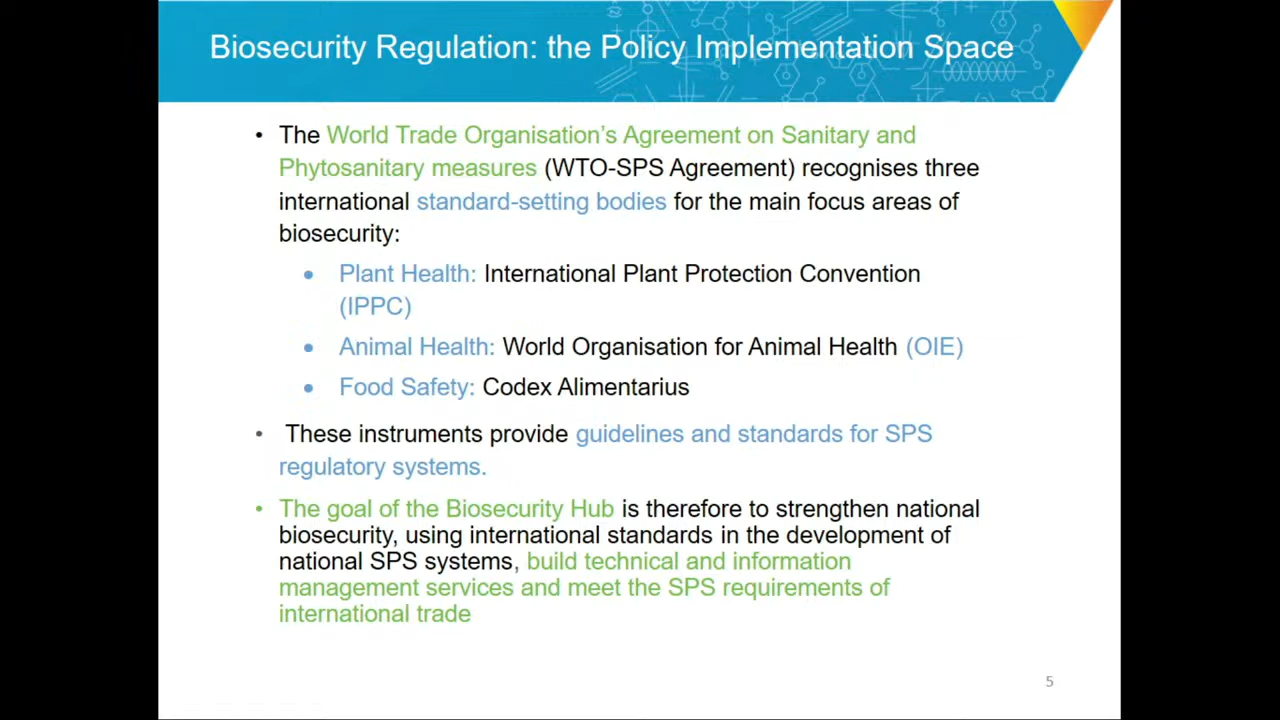 Biosecurity Regulation: the Policy Implementation Space
• The World Trade Organisation's Agreement on Sanitary and
Phytosanitary measures (WTO-SPS Agreement) recognises three
international standard-setting bodies for the main focus areas of
biosecurity:
• Plant Health: International Plant Protection Convention
(IPPC)
• Animal Health: World Organisation for Animal Health (OIE)
• Food Safety: Codex Alimentarius
• These instruments provide guidelines and standards for SPS
regulatory systems.
• The goal of the Biosecurity Hub is therefore to strengthen national
biosecurity, using international standards in the development of
national SPS systems, build technical and information
management services and meet the SPS requirements of
international trade
5